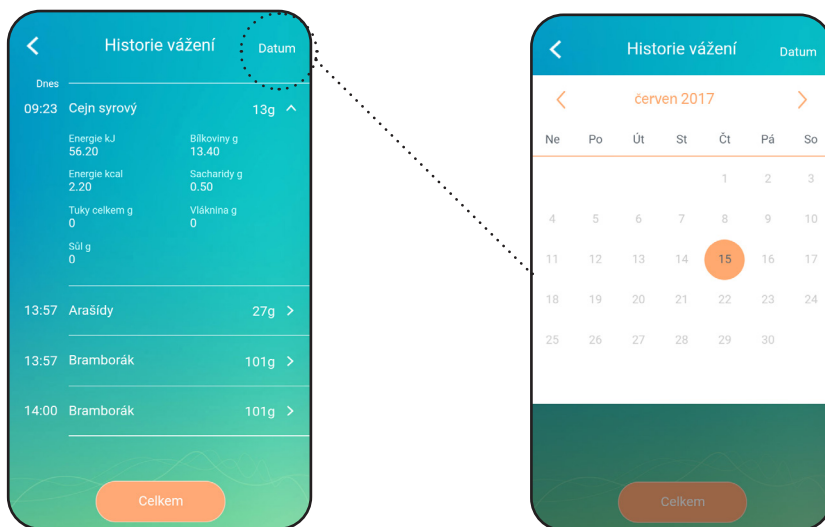 Historie vážení
Datum
Dnes
09:23 Cejn syrový 13g
Energie kJ Bílkoviny g
56.20 13.40
Energie kcal Sacharidy g
2.20 0.50
Tuky celkem g Vláknina g
0 0
Sůl g
0
13:57 Arašídy 27g
13:57 Bramborák 101g
14:00 Bramborák 101g
Celkem
Historie vážení
Datum
červen 2017
Ne Po Út St Čt Pá So
1 2 3
4 5 6 7 8 9 10
11 12 13 14 15 16 17
18 19 20 21 22 23 24
25 26 27 28 29 30
Celkem